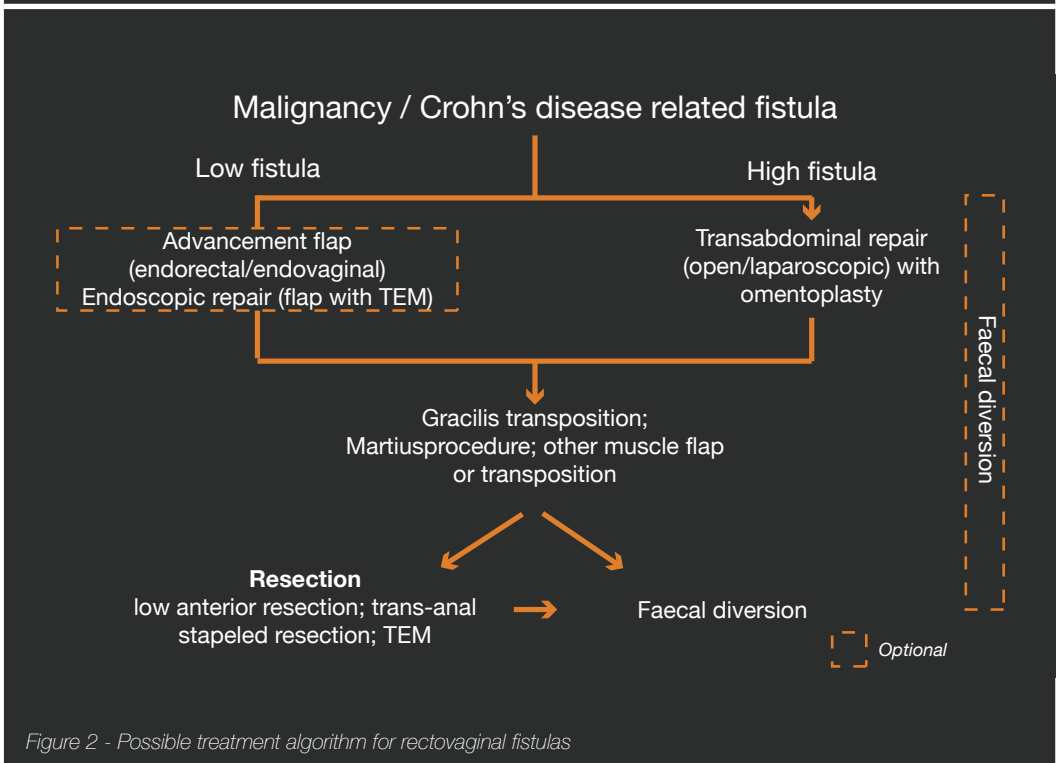 Malignancy / Crohn's disease related fistula
Low fistula
High fistula
Advancement flap
(endorectal/endovaginal)
Endoscopic repair (flap with TEM)
Transabdominal repair
(open/laparoscopic) with
omentoplasty
Faecal diversion
Gracilis transposition;
Martiusprocedure; other muscle flap
or transposition
Resection
low anterior resection; trans-anal
stapeled resection; TEM
Faecal diversion
Optional
Figure 2 - Possible treatment algorithm for rectovaginal fistulas